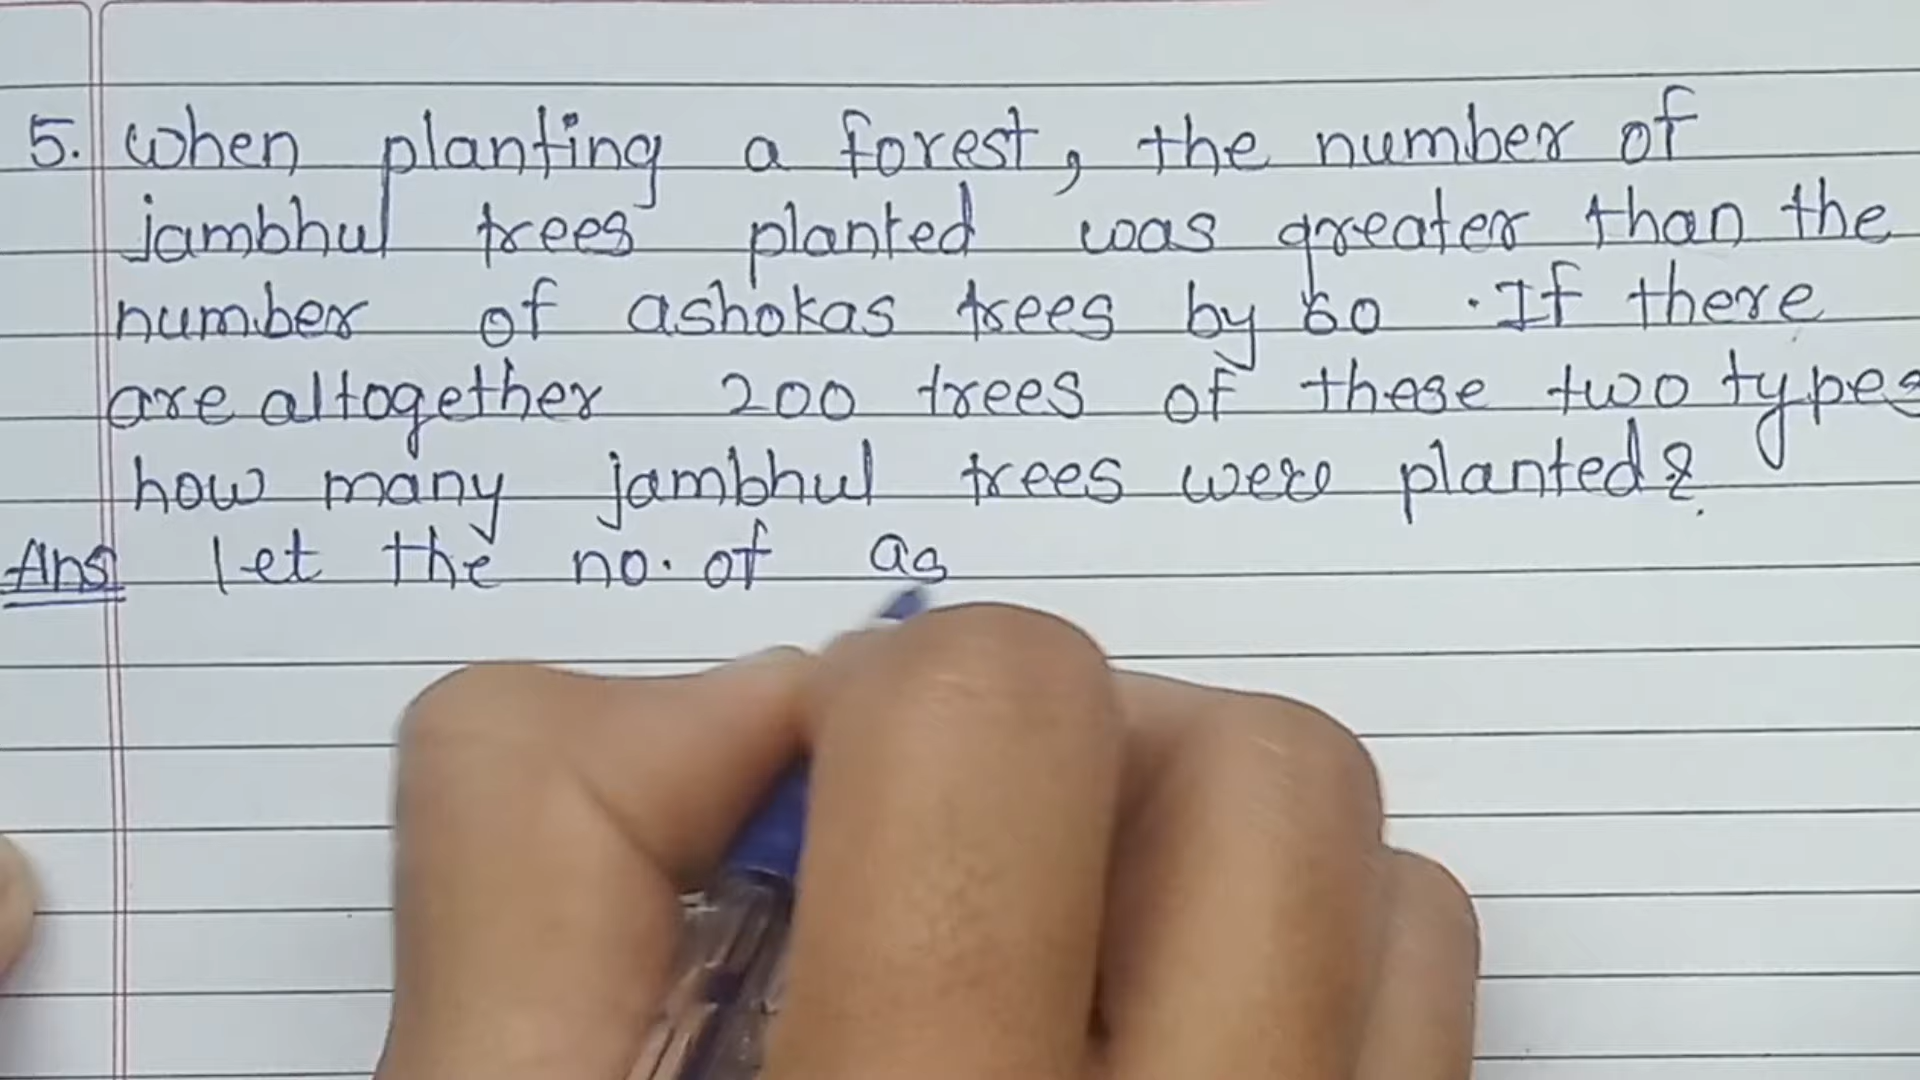 5. When planting a forest, the number of
jambhul trees planted was greater than the
number of ashokas trees by 60 . If there
are altogether 200 trees of these two types
how many jambhul trees were planted?
Ans let the no. of as